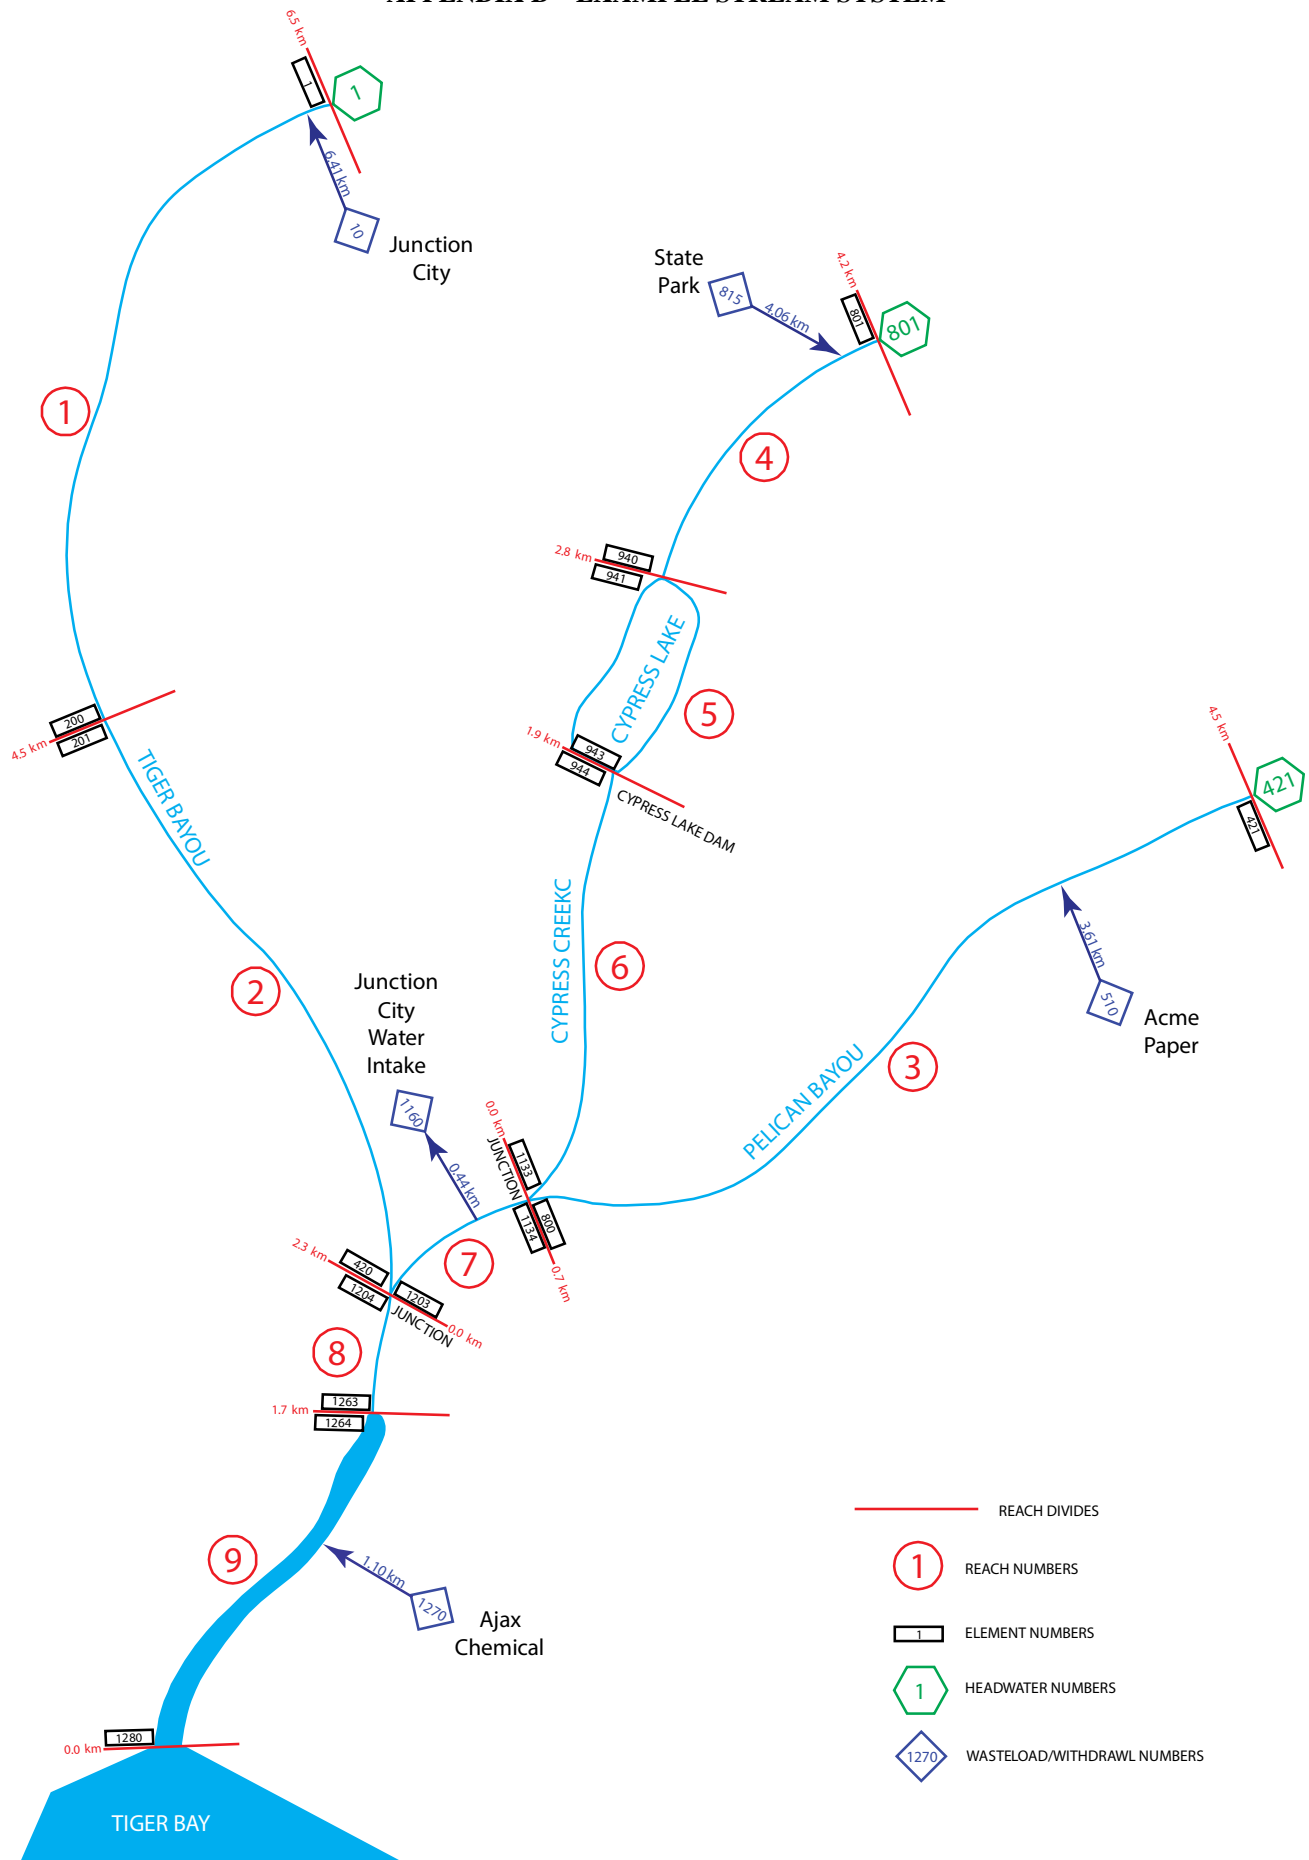 APPENDIX B – EXAMPLE STREAM SYSTEM
6.5 km
1
1
6.41 km
10
Junction
City
State
Park
815
4.06 km
4.2 km
801
801
1
4
2.8 km
940
941
CYPRESS LAKE
5
1.9 km
943
944
CYPRESS LAKE DAM
200
4.5 km
201
TIGER BAYOU
4.5 km
421
421
3.61 km
510
Acme
Paper
CYPRESS CREEKC
6
2
Junction
City
Water
Intake
1160
0.44 km
3
PELICAN BAYOU
0.0 km
JUNCTION
1133
1134
800
0.7 km
7
2.3 km
420
1204
1203
JUNCTION
0.0 km
8
1263
1.7 km
1264
9
1.10 km
1270
Ajax
Chemical
1280
0.0 km
TIGER BAY
REACH DIVIDES
1
REACH NUMBERS
1
ELEMENT NUMBERS
1
HEADWATER NUMBERS
1270
WASTELOAD/WITHDRAWL NUMBERS